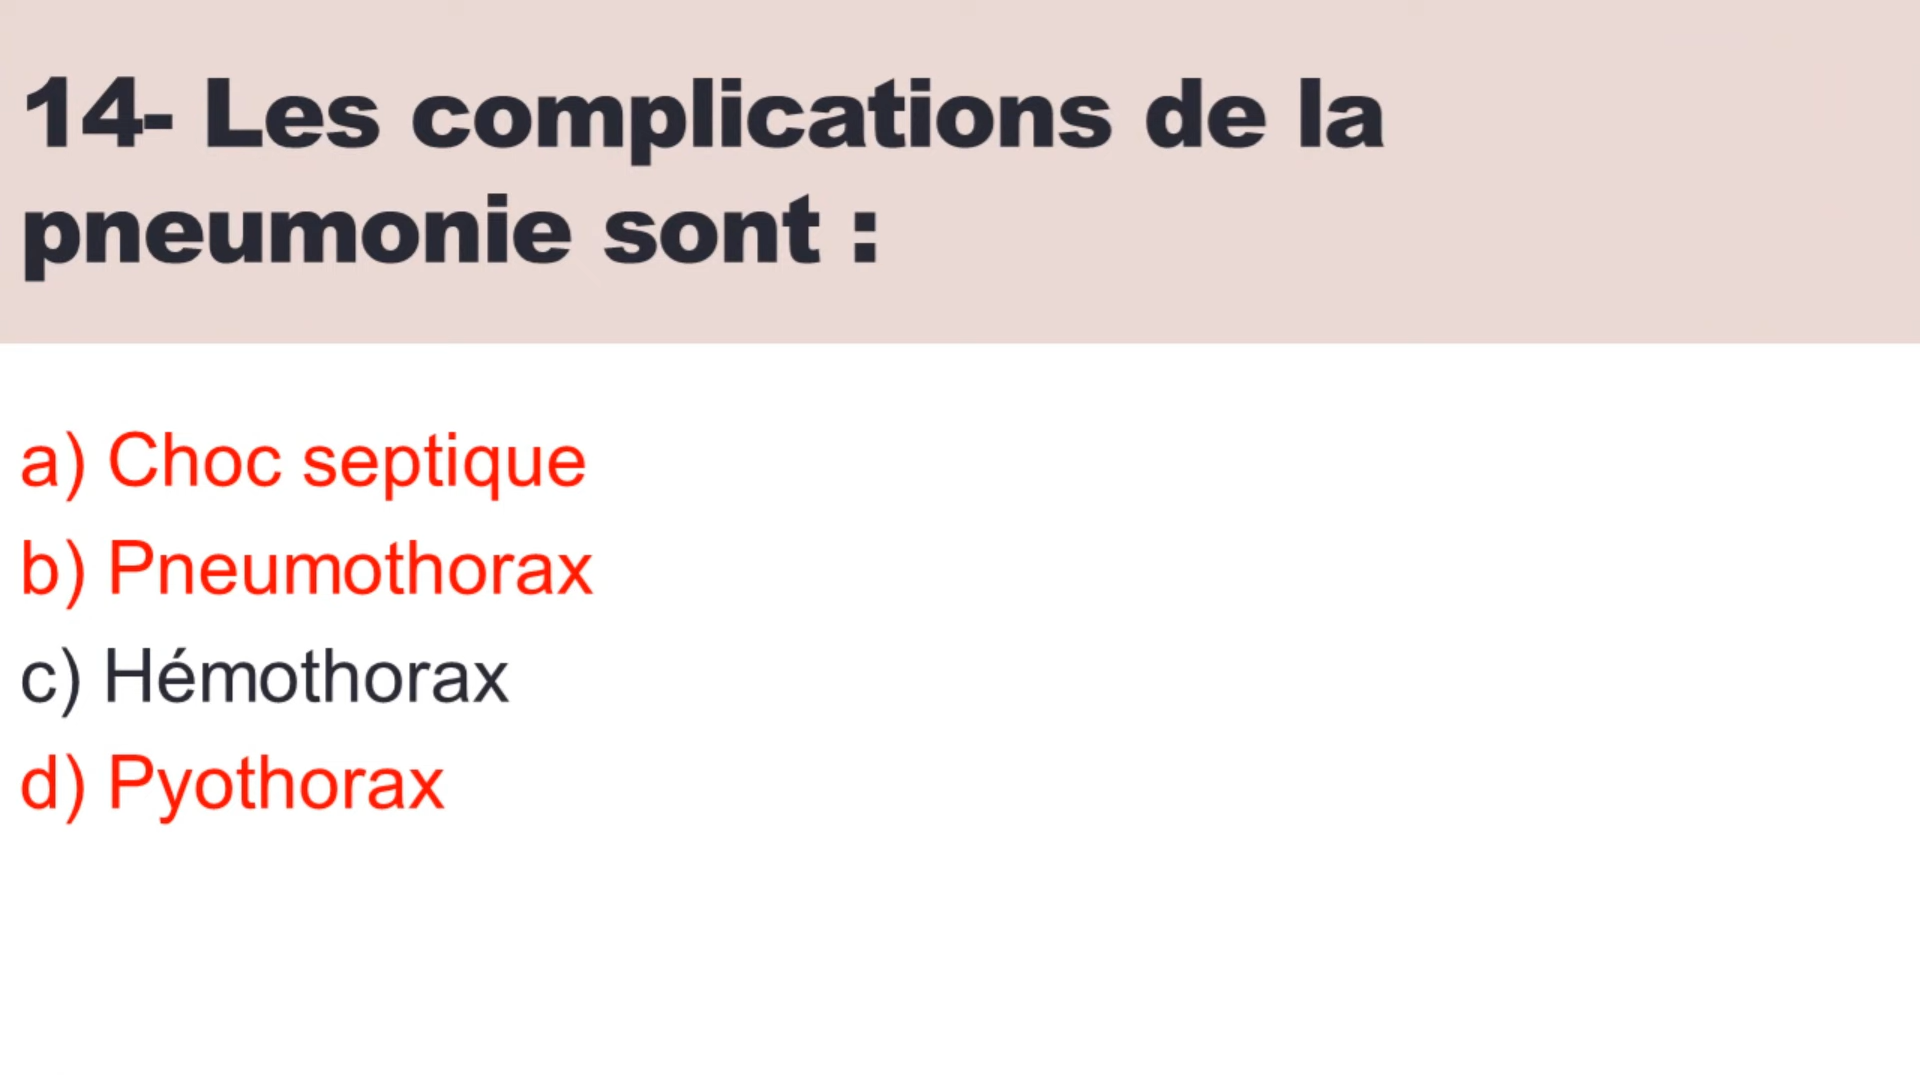 14- Les complications de la
pneumonie sont :
a) Choc septique
b) Pneumothorax
c) Hémothorax
d) Pyothorax